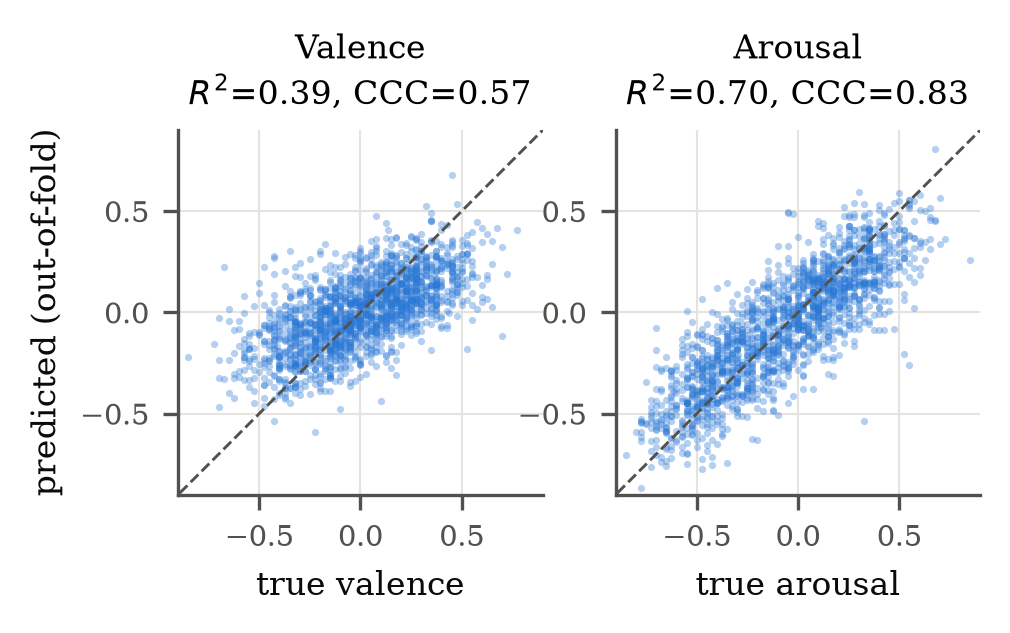 Valence
R²=0.39, CCC=0.57
Arousal
R²=0.70, CCC=0.83
predicted (out-of-fold)
0.5
0.0
−0.5
−0.5 0.0 0.5
true valence
0.5
0.0
−0.5
−0.5 0.0 0.5
true arousal